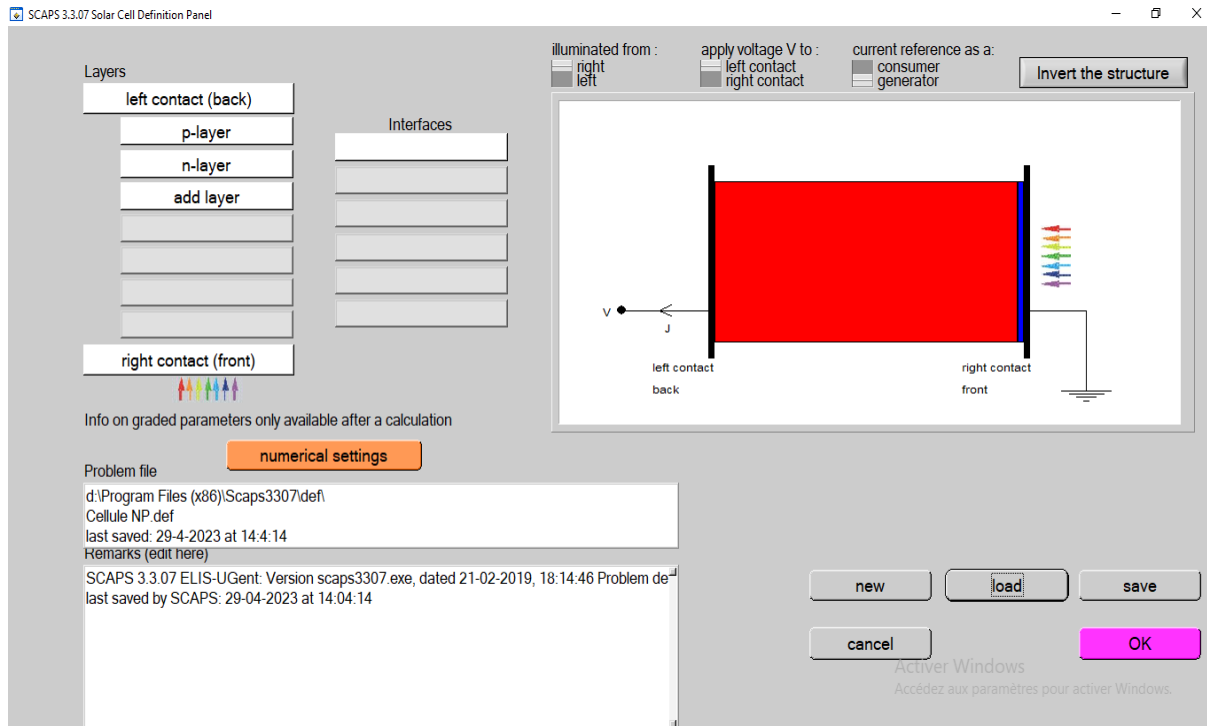 SCAPS 3.3.07 Solar Cell Definition Panel
Layers
left contact (back)
p-layer
n-layer
add layer
right contact (front)
Interfaces
illuminated from :
right
left
apply voltage V to :
left contact
right contact
current reference as a:
consumer
generator
Invert the structure
V
J
left contact
back
right contact
front
Info on graded parameters only available after a calculation
numerical settings
Problem file
d:\Program Files (x86)\Scaps3307\def\
Cellule NP.def
last saved: 29-4-2023 at 14:4:14
Remarks (edit here)
SCAPS 3.3.07 ELIS-UGent: Version scaps3307.exe, dated 21-02-2019, 18:14:46 Problem de
last saved by SCAPS: 29-04-2023 at 14:04:14
new
load
save
cancel
OK
Activer Windows
Accédez aux paramètres pour activer Windows.